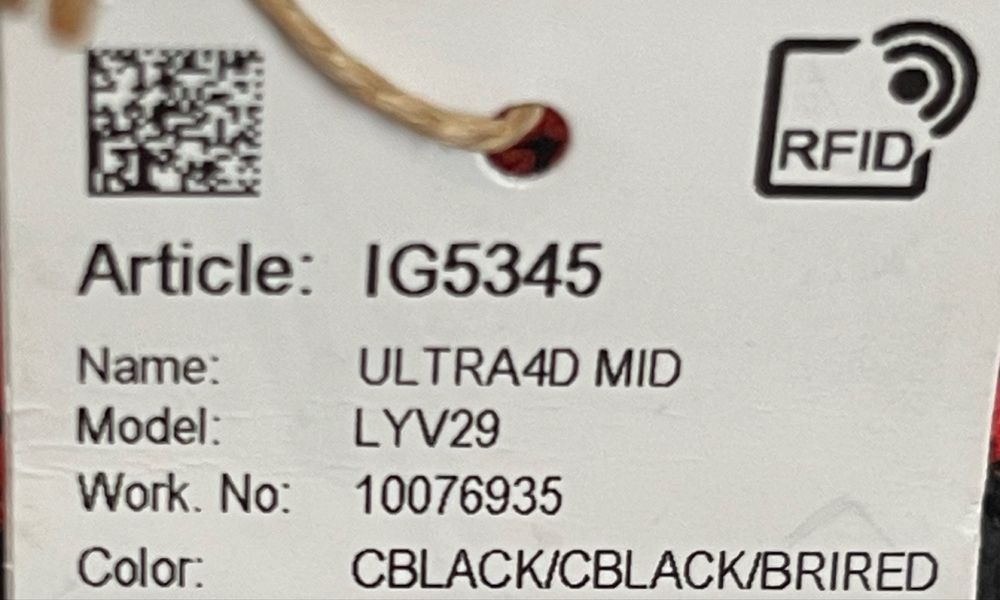 RFID
Article: IG5345
Name: ULTRA4D MID
Model: LYV29
Work. No: 10076935
Color: CBLACK/CBLACK/BRIRED